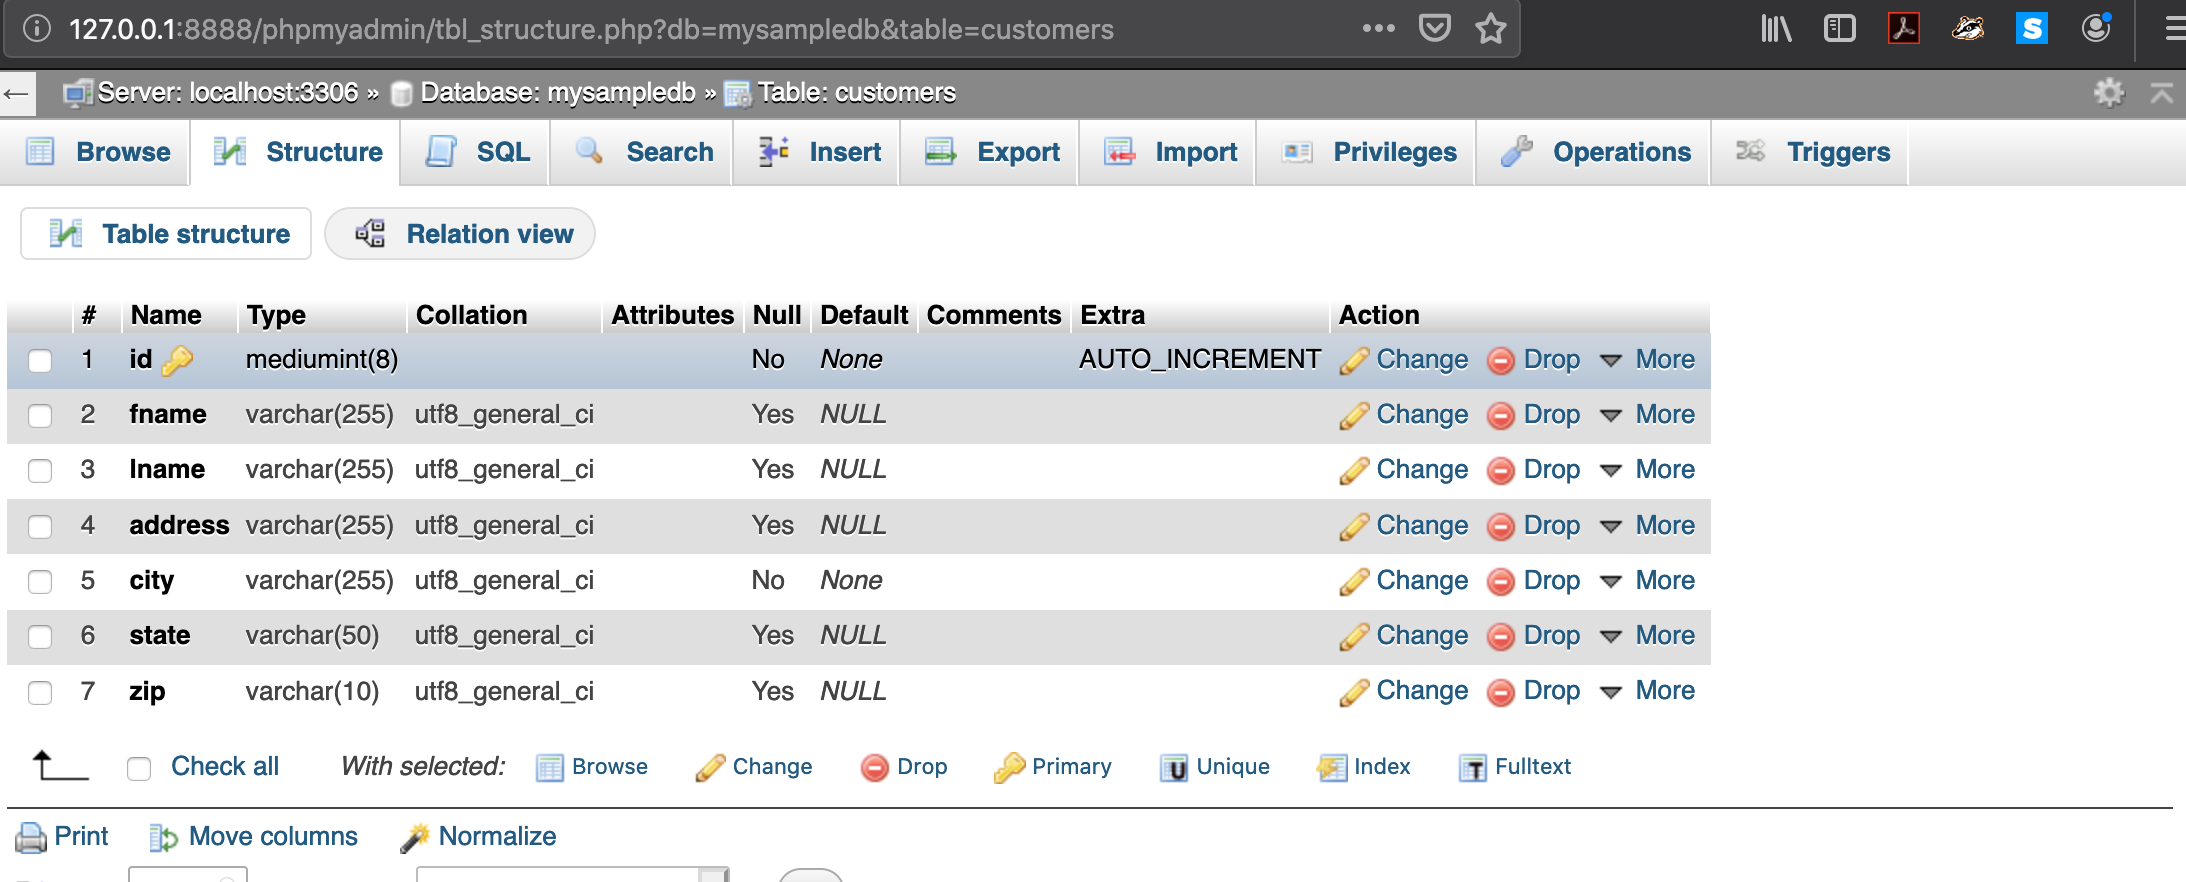 127.0.0.1:8888/phpmyadmin/tbl_structure.php?db=mysampledb&table=customers
Server: localhost:3306 » Database: mysampledb » Table: customers
Browse Structure SQL Search Insert Export Import Privileges Operations Triggers
Table structure Relation view
# Name Type Collation Attributes Null Default Comments Extra Action
1 id mediumint(8) No None AUTO_INCREMENT Change Drop More
2 fname varchar(255) utf8_general_ci Yes NULL Change Drop More
3 lname varchar(255) utf8_general_ci Yes NULL Change Drop More
4 address varchar(255) utf8_general_ci Yes NULL Change Drop More
5 city varchar(255) utf8_general_ci No None Change Drop More
6 state varchar(50) utf8_general_ci Yes NULL Change Drop More
7 zip varchar(10) utf8_general_ci Yes NULL Change Drop More
Check all With selected: Browse Change Drop Primary Unique Index Fulltext
Print Move columns Normalize